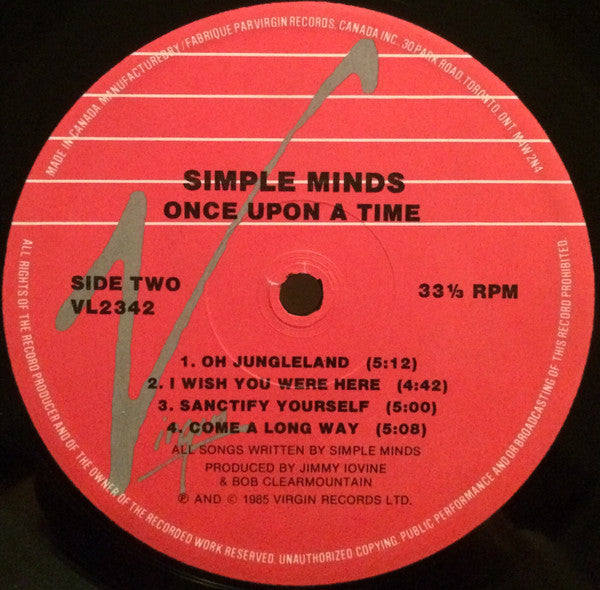 MADE IN CANADA MANUFACTURED BY/FABRIQUE PAR VIRGIN RECORDS, CANADA INC. 30 PARK ROAD, TORONTO, ONT M4W 2N4
SIMPLE MINDS
ONCE UPON A TIME
SIDE TWO
VL2342
33⅓ RPM
1. OH JUNGLELAND (5:12)
2. I WISH YOU WERE HERE (4:42)
3. SANCTIFY YOURSELF (5:00)
4. COME A LONG WAY (5:08)
Virgin
ALL SONGS WRITTEN BY SIMPLE MINDS
PRODUCED BY JIMMY IOVINE
& BOB CLEARMOUNTAIN
℗ AND © 1985 VIRGIN RECORDS LTD.
ALL RIGHTS OF THE RECORD PRODUCER AND OF THE OWNER OF THE RECORDED WORK RESERVED. UNAUTHORIZED COPYING, PUBLIC PERFORMANCE AND/OR BROADCASTING OF THIS RECORD PROHIBITED.